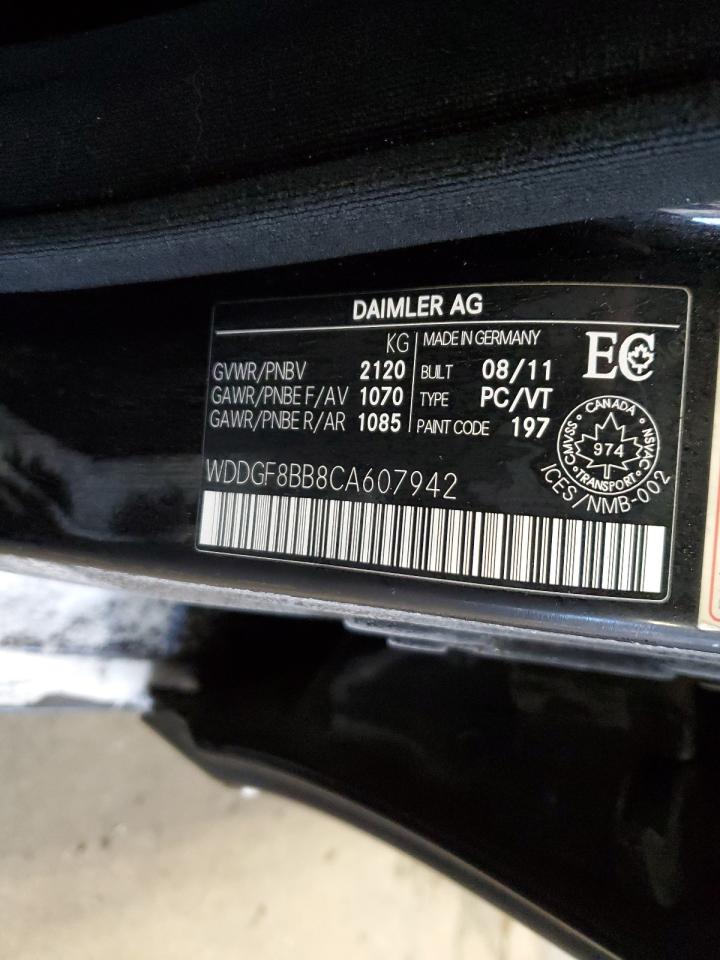 DAIMLER AG
KG
GVWR/PNBV 2120
GAWR/PNBE F/AV 1070
GAWR/PNBE R/AR 1085
MADE IN GERMANY
BUILT 08/11
TYPE PC/VT
PAINT CODE 197
EC
CANADA
CMVSS
974
NSVAC
TRANSPORT
ICES/NMB-002
WDDGF8BB8CA607942